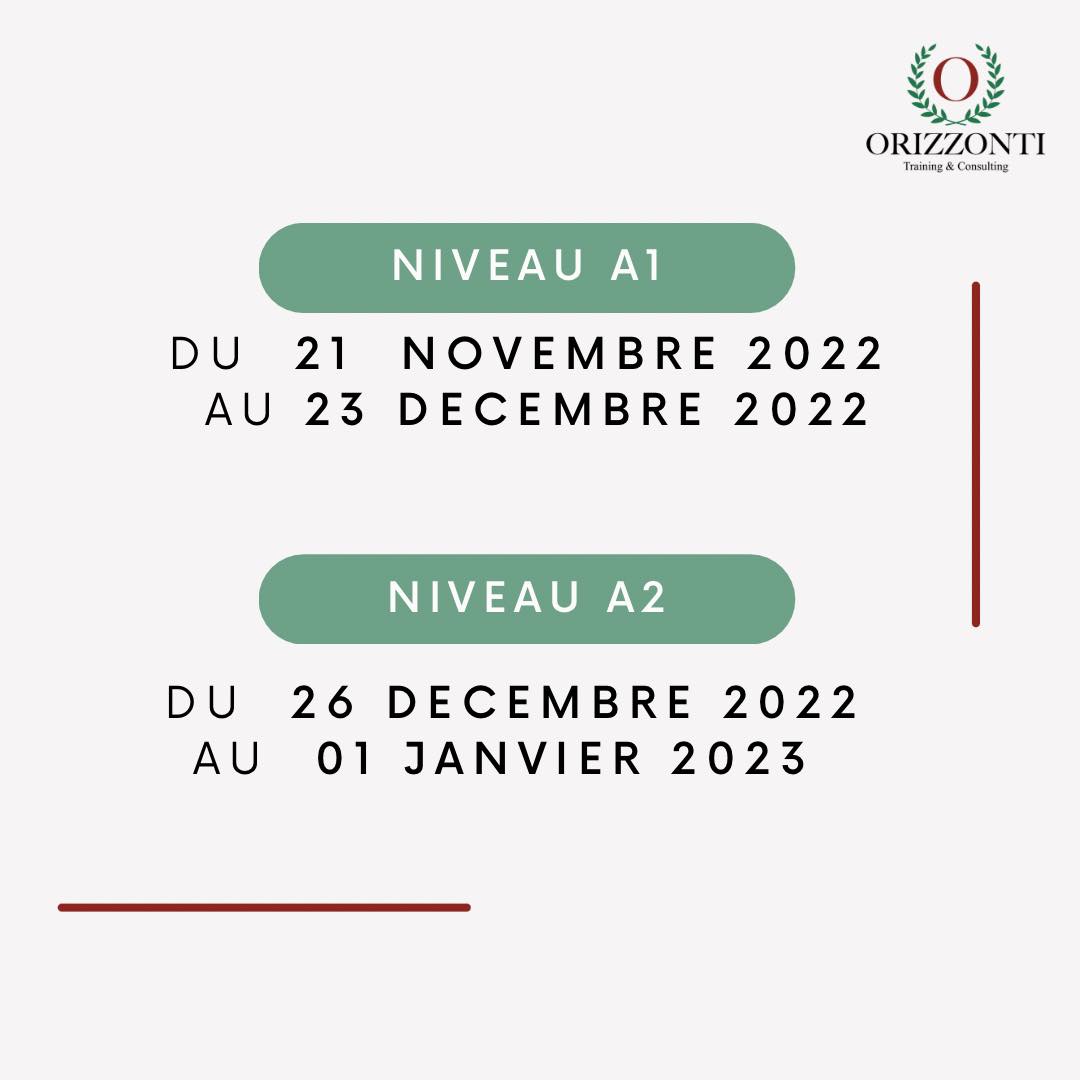 O
ORIZZONTI
Training & Consulting
NIVEAU A1
DU 21 NOVEMBRE 2022
AU 23 DECEMBRE 2022
NIVEAU A2
DU 26 DECEMBRE 2022
AU 01 JANVIER 2023